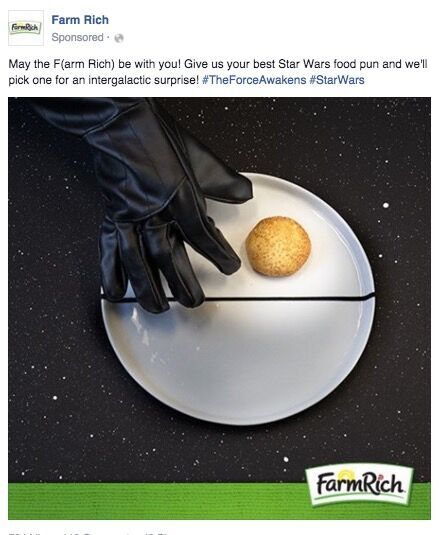 FarmRich
Farm Rich
Sponsored ·
May the F(arm Rich) be with you! Give us your best Star Wars food pun and we'll
pick one for an intergalactic surprise! #TheForceAwakens #StarWars
FarmRich